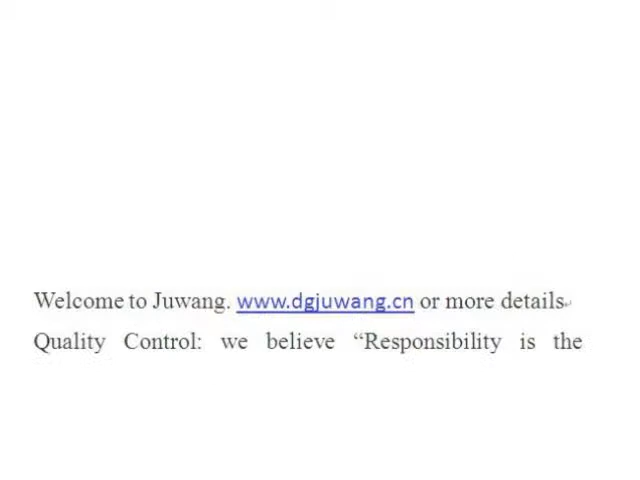 Welcome to Juwang. www.dgjuwang.cn or more details
Quality Control: we believe “Responsibility is the